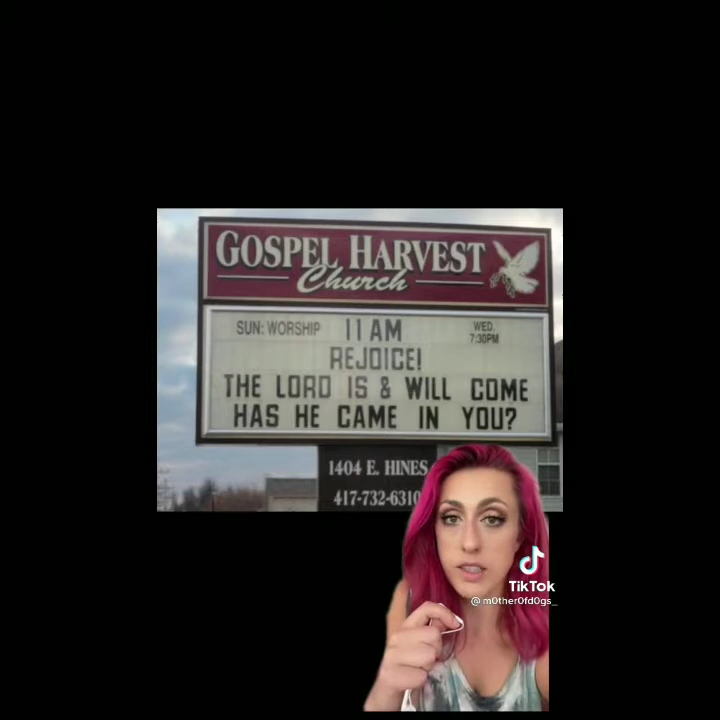 GOSPEL HARVEST
Church
SUN: WORSHIP 11 AM WED. 7:30PM
REJOICE!
THE LORD IS & WILL COME
HAS HE CAME IN YOU?
1404 E. HINES
417-732-6310
TikTok
@m0ther0fd0gs_